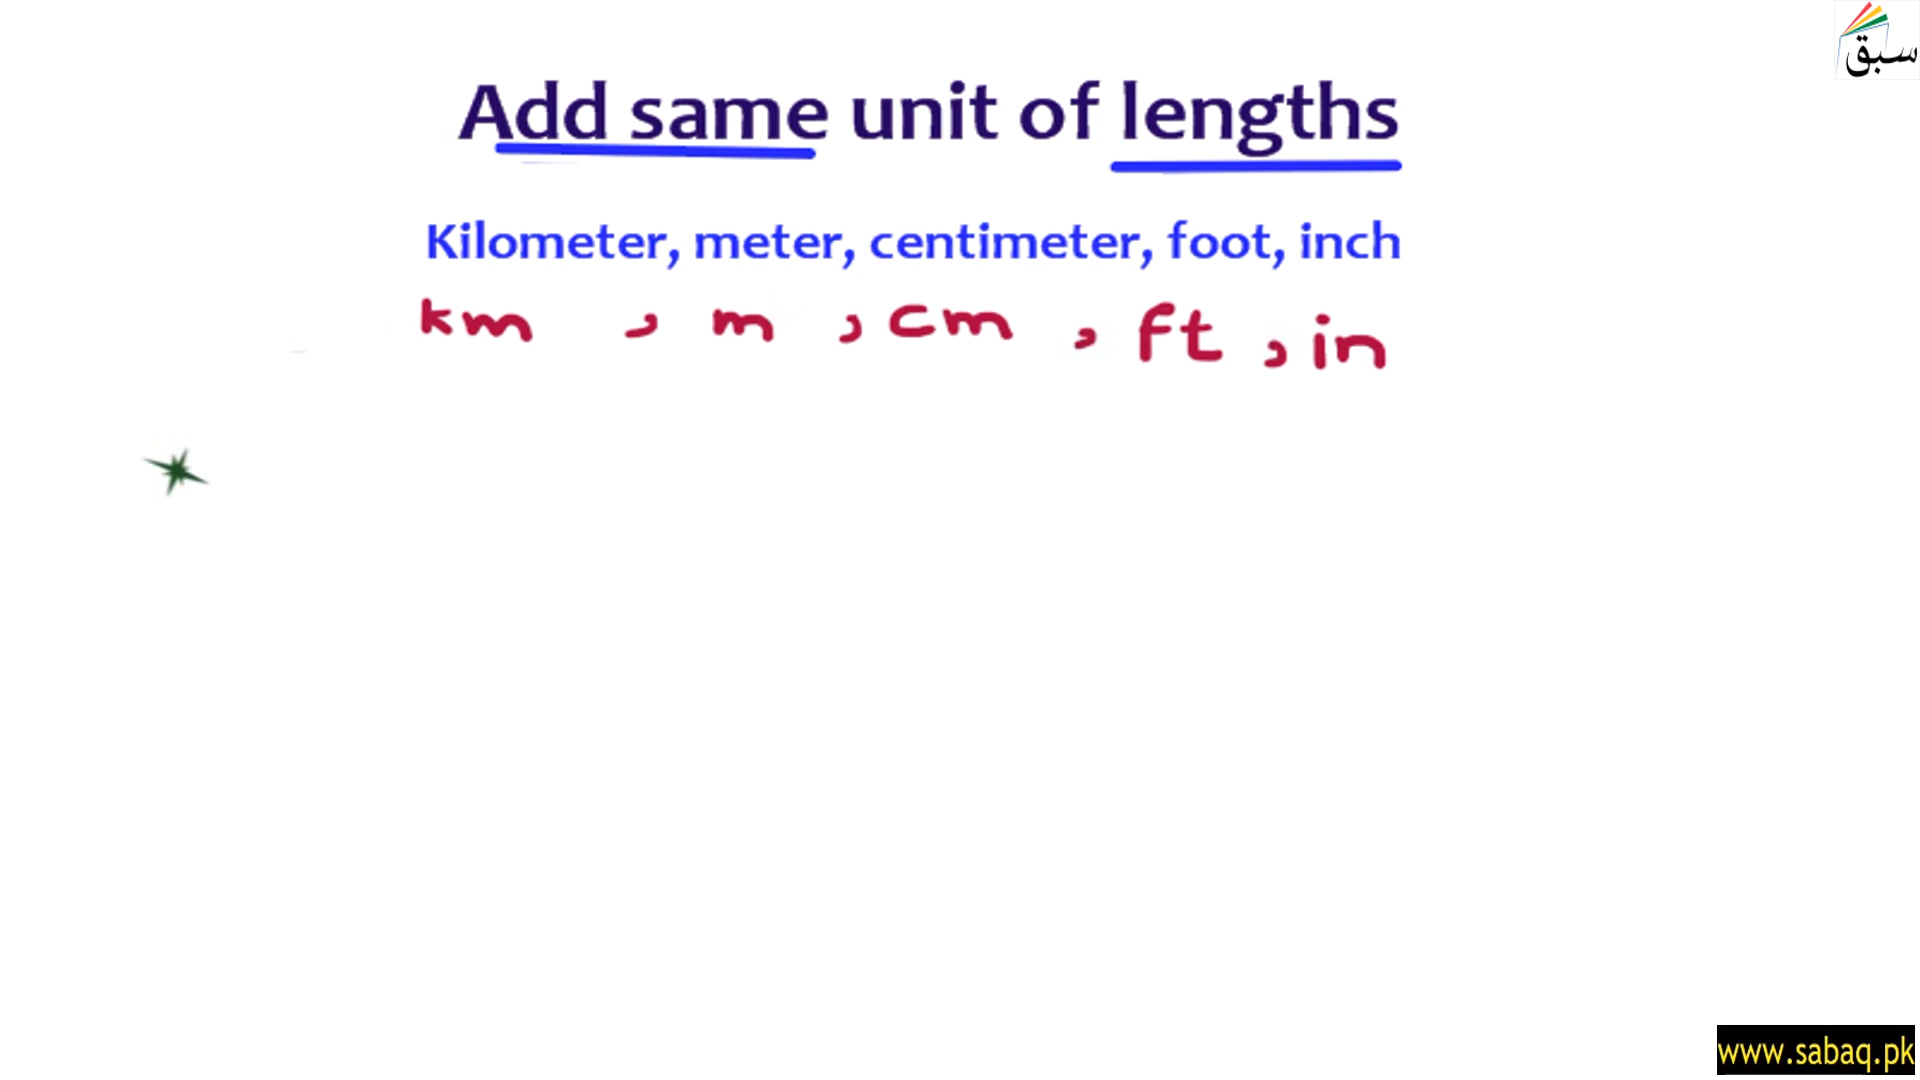 سبق
Add same unit of lengths
Kilometer, meter, centimeter, foot, inch
km , m , cm , ft , in
www.sabaq.pk